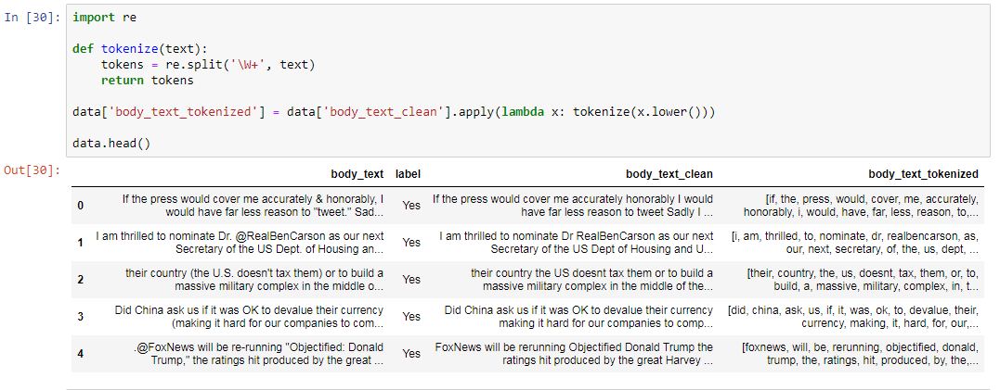 In [30]: import re
def tokenize(text):
    tokens = re.split('\W+', text)
    return tokens
data['body_text_tokenized'] = data['body_text_clean'].apply(lambda x: tokenize(x.lower()))
data.head()
Out[30]:
body_text label body_text_clean body_text_tokenized
0 If the press would cover me accurately & honorably, I would have far less reason to "tweet." Sad... Yes If the press would cover me accurately honorably I would have far less reason to tweet Sadly I ... [if, the, press, would, cover, me, accurately, honorably, i, would, have, far, less, reason, to,...
1 I am thrilled to nominate Dr. @RealBenCarson as our next Secretary of the US Dept. of Housing an... Yes I am thrilled to nominate Dr RealBenCarson as our next Secretary of the US Dept of Housing and U... [i, am, thrilled, to, nominate, dr, realbencarson, as, our, next, secretary, of, the, us, dept, ...
2 their country (the U.S. doesn't tax them) or to build a massive military complex in the middle o... Yes their country the US doesnt tax them or to build a massive military complex in the middle of the... [their, country, the, us, doesnt, tax, them, or, to, build, a, massive, military, complex, in, t...
3 Did China ask us if it was OK to devalue their currency (making it hard for our companies to com... Yes Did China ask us if it was OK to devalue their currency making it hard for our companies to comp... [did, china, ask, us, if, it, was, ok, to, devalue, their, currency, making, it, hard, for, our,...
4 .@FoxNews will be re-running "Objectified: Donald Trump," the ratings hit produced by the great ... Yes FoxNews will be rerunning Objectified Donald Trump the ratings hit produced by the great Harvey ... [foxnews, will, be, rerunning, objectified, donald, trump, the, ratings, hit, produced, by, the,...